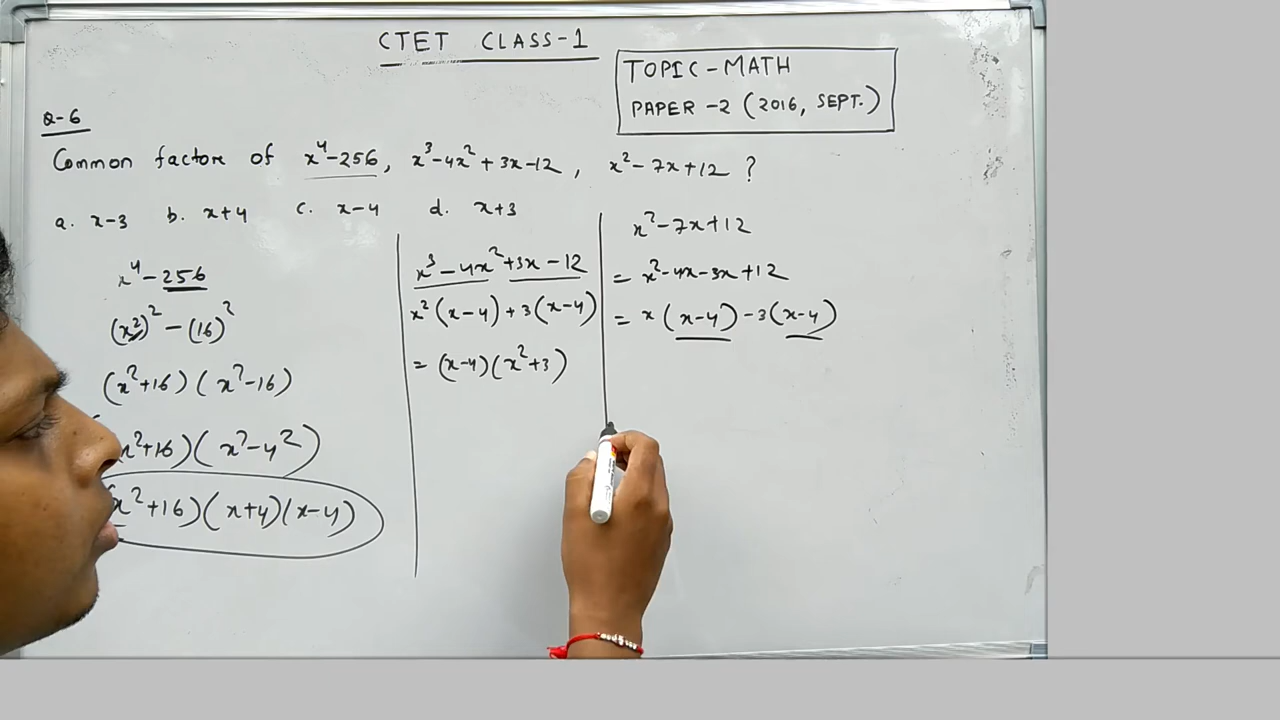 CTET CLASS-1
TOPIC-MATH
PAPER-2 (2016, SEPT.)
Q-6
Common factore of x⁴-256, x³-4x²+3x-12, x²-7x+12 ?
a. x-3 b. x+4 c. x-4 d. x+3
x⁴-256
(x²)²-(16)²
(x²+16)(x²-16)
x²+16)(x²-4²)
x²+16)(x+4)(x-4)
x³-4x²+3x-12
x²(x-4)+3(x-4)
=(x-4)(x²+3)
x²-7x+12
= x²-4x-3x+12
= x(x-4)-3(x-4)